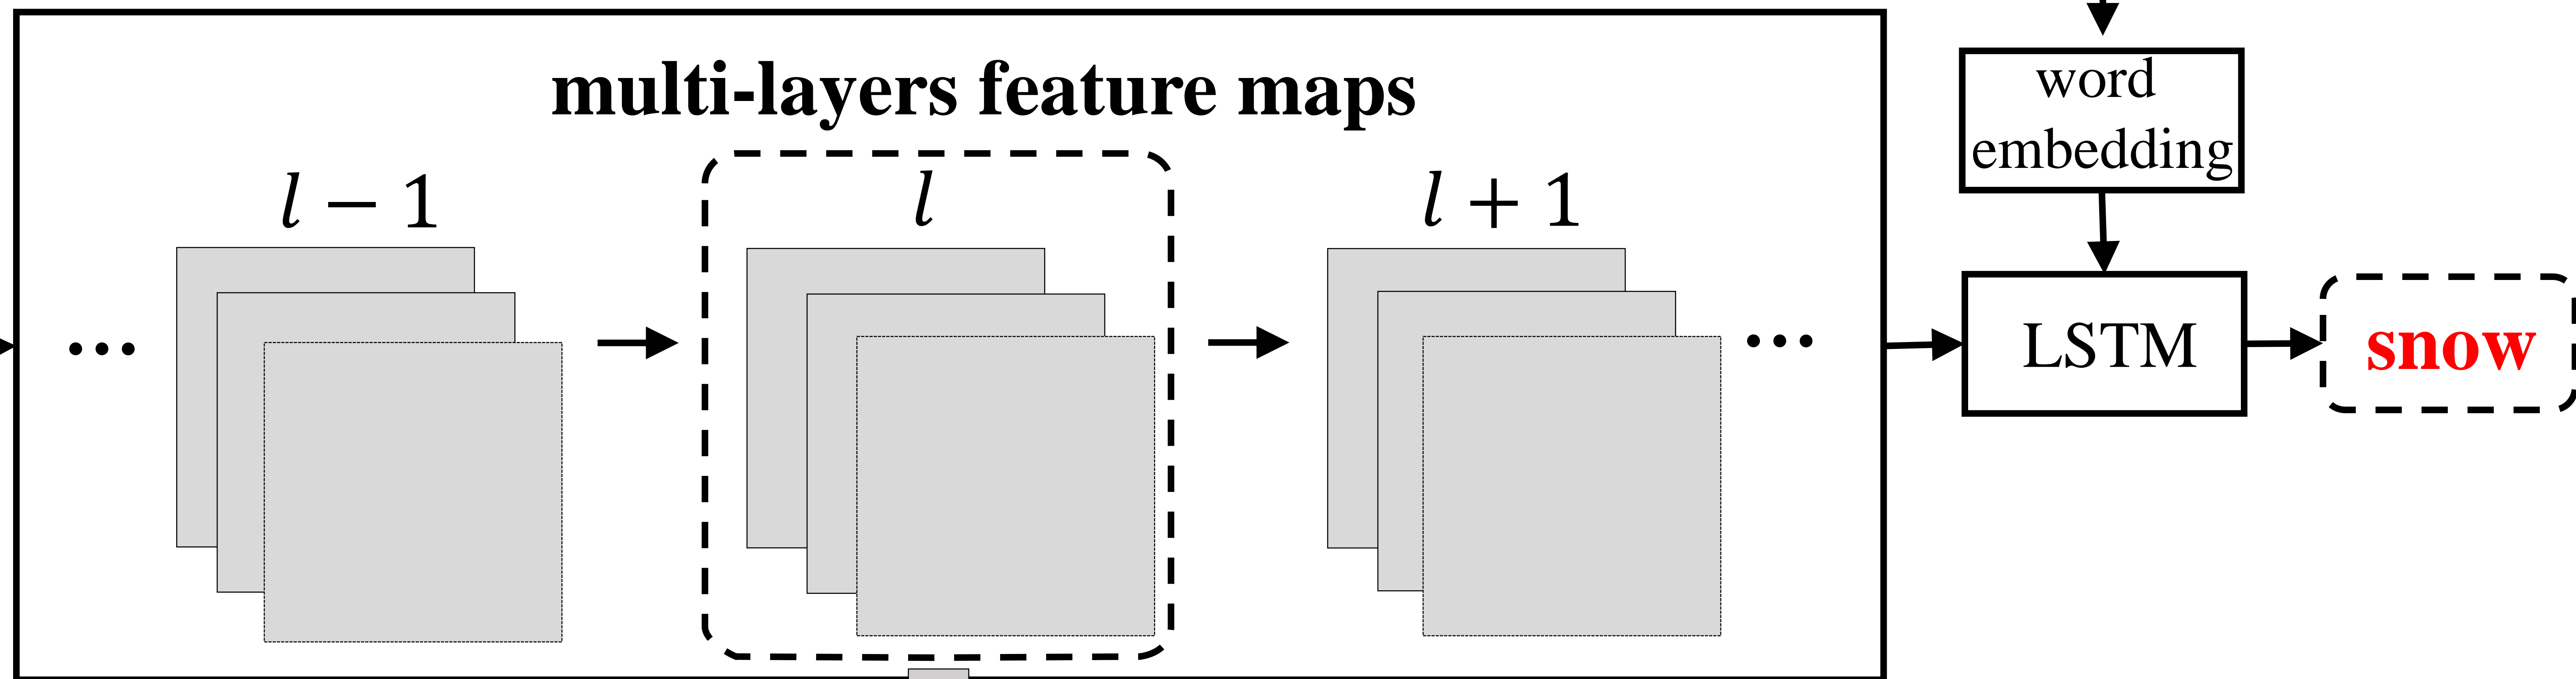 multi-layers feature maps
l − 1
l
l + 1
...
...
word
embedding
LSTM
snow